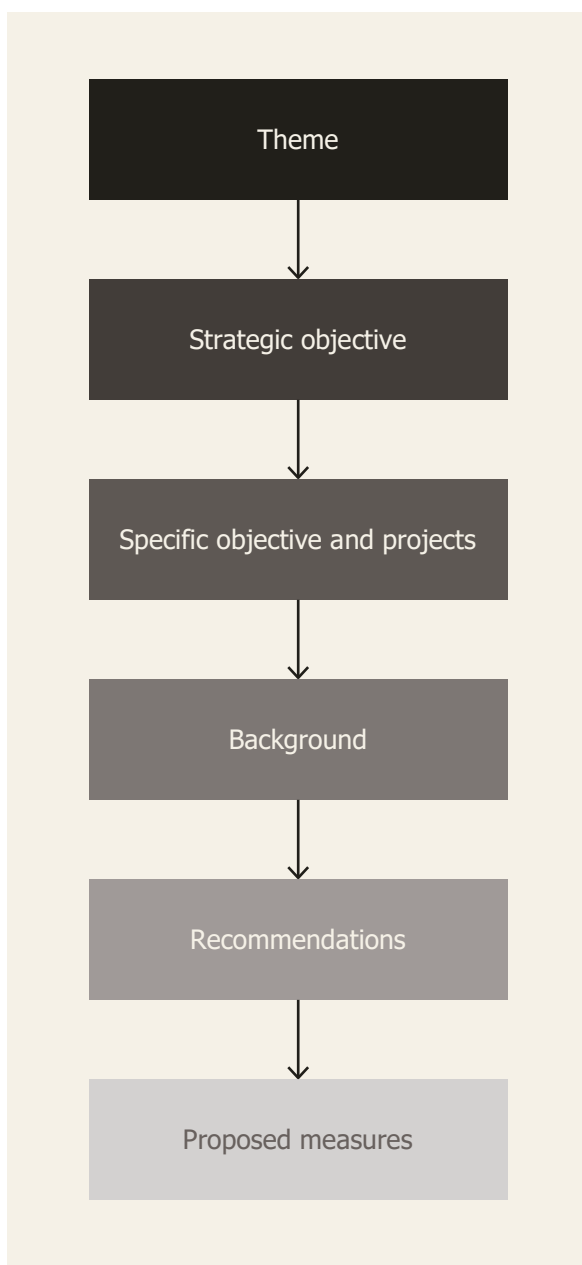 Theme
Strategic objective
Specific objective and projects
Background
Recommendations
Proposed measures